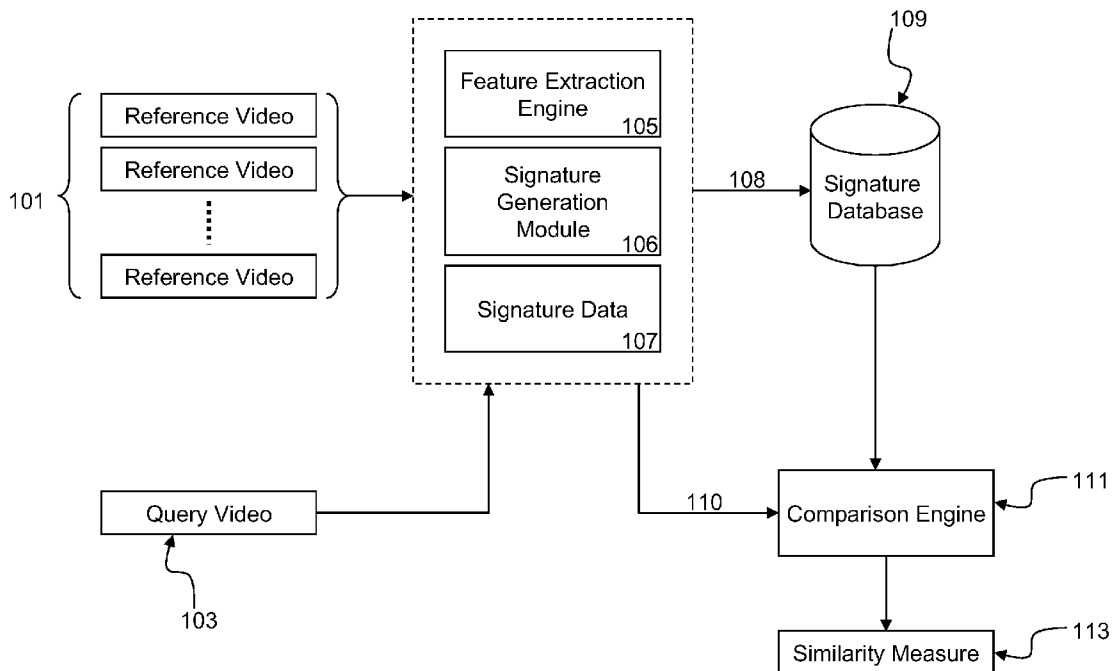 109
Feature Extraction
Engine
105
Reference Video
Reference Video
101
Reference Video
Signature
Generation
Module
106
108
Signature
Database
Signature Data
107
Query Video
103
110
Comparison Engine
111
Similarity Measure
113